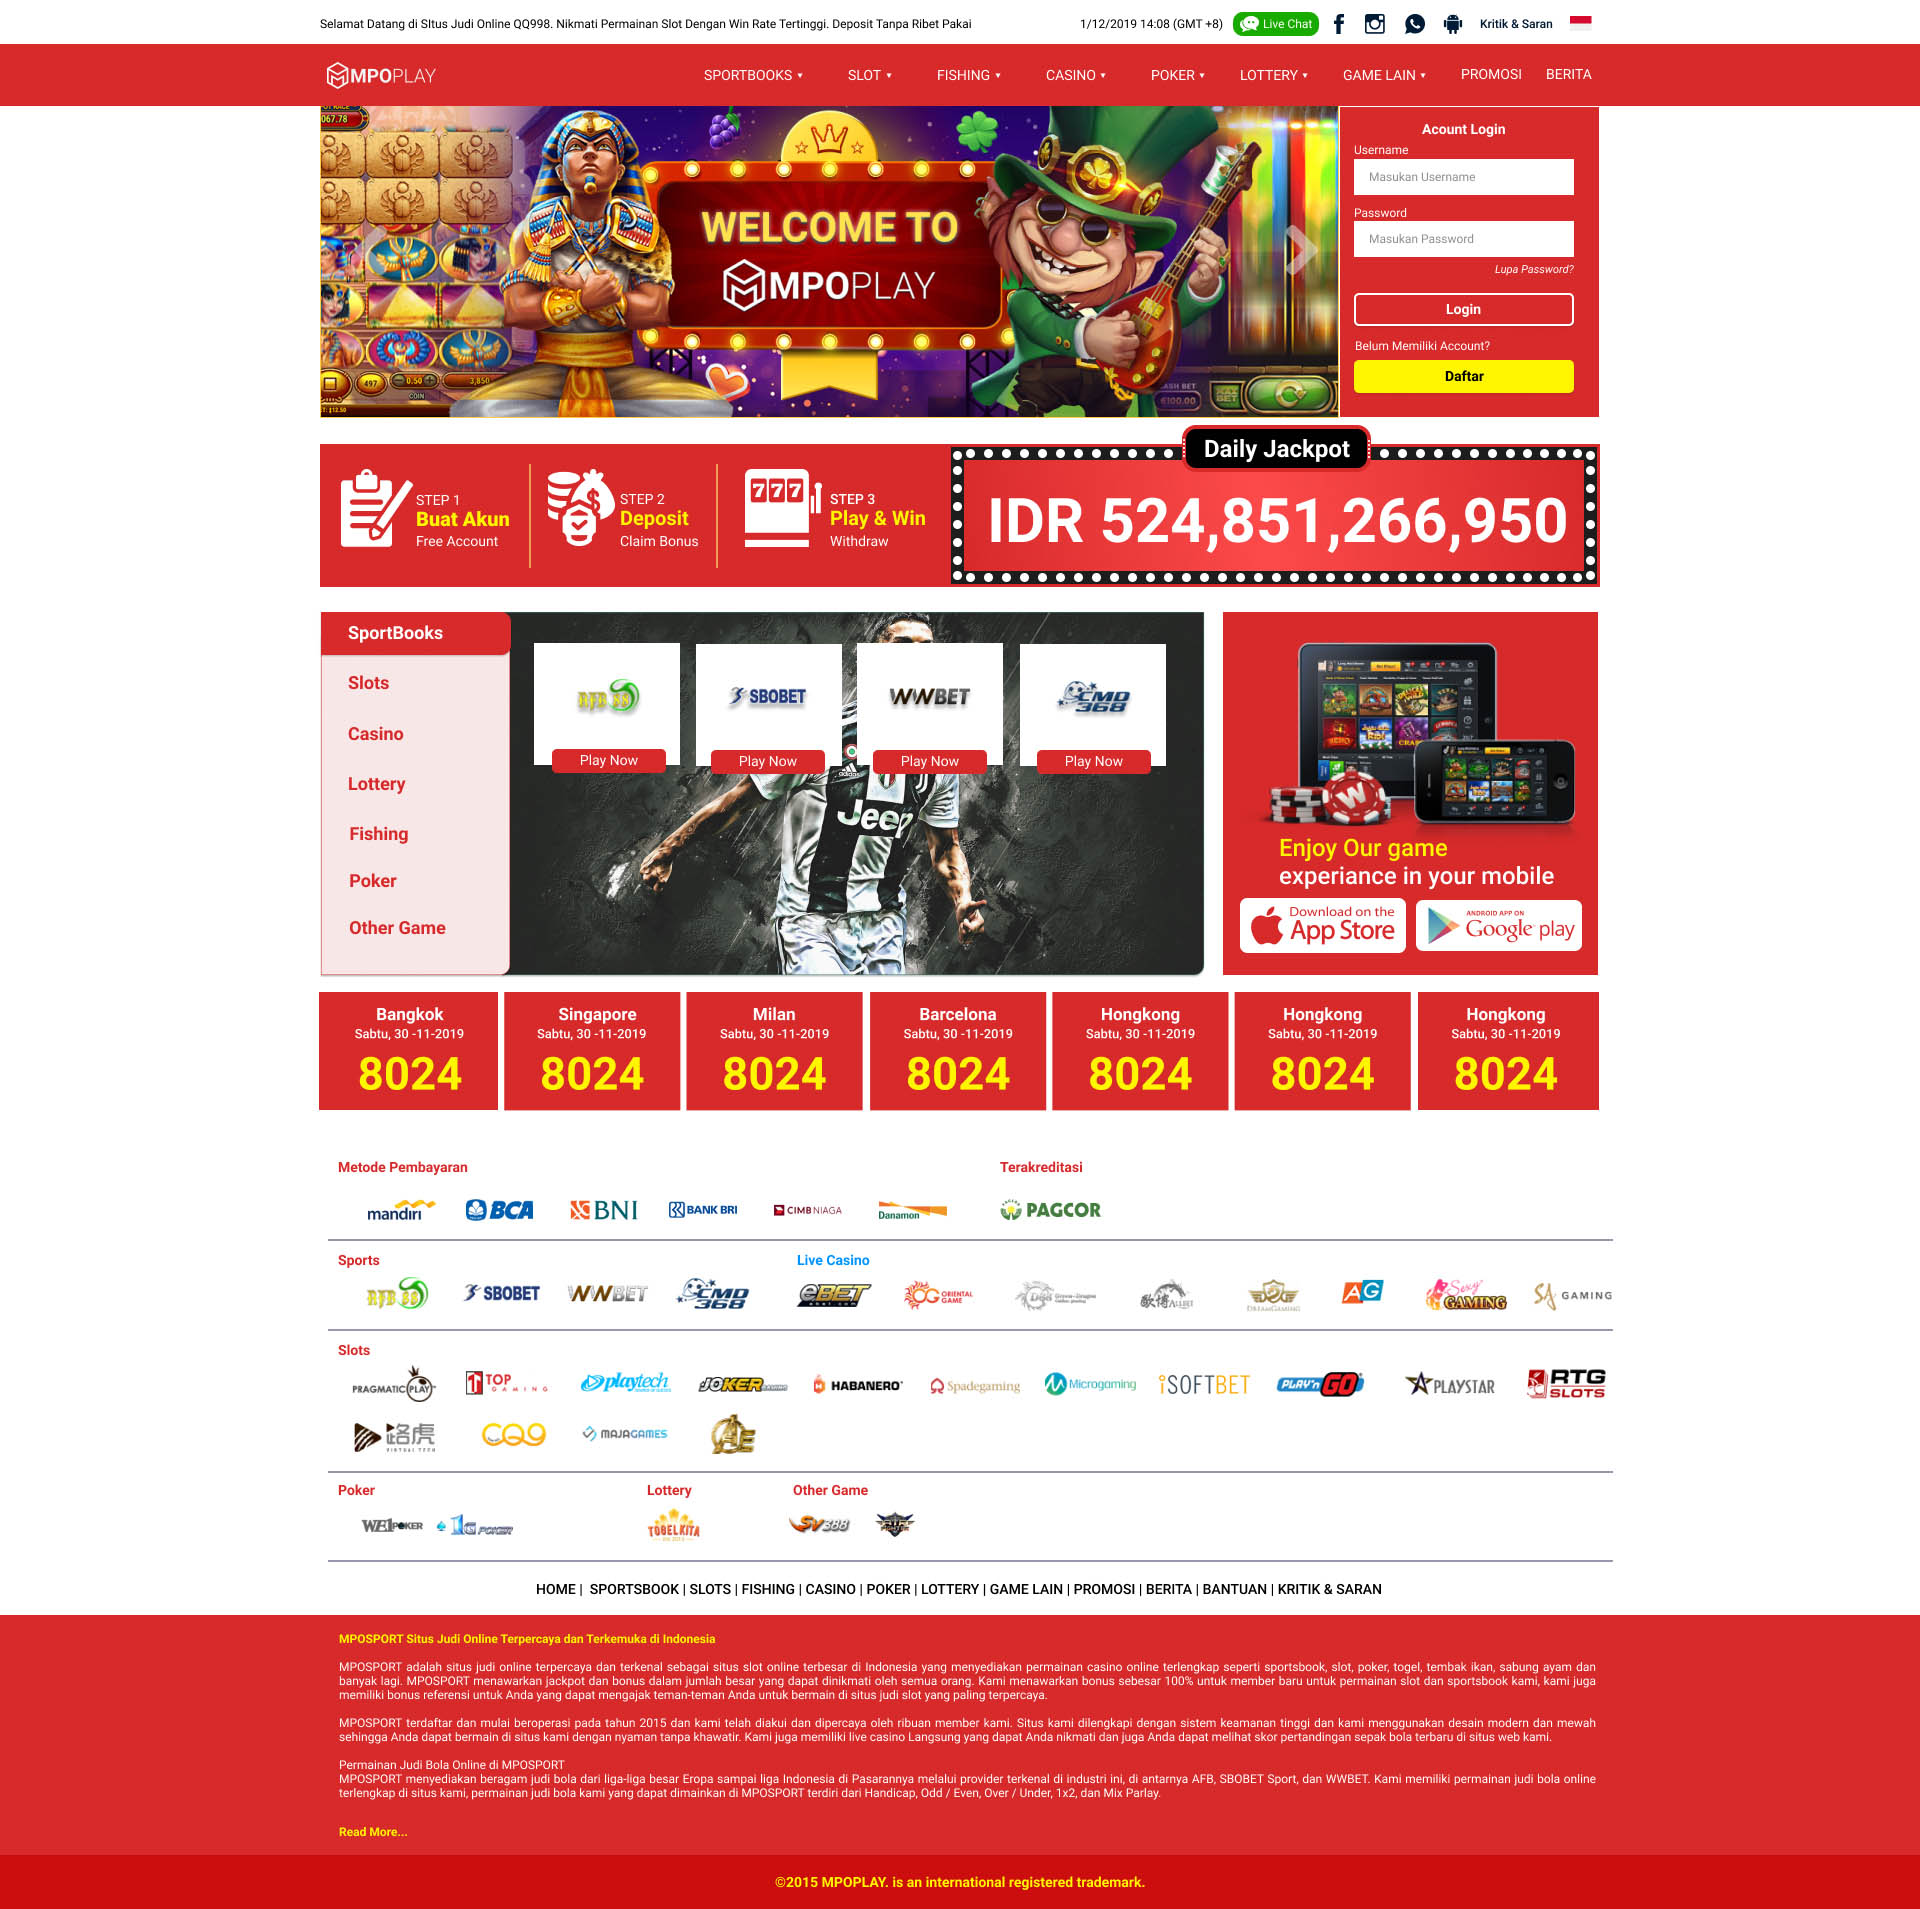 Selamat Datang di SItus Judi Online QQ998. Nikmati Permainan Slot Dengan Win Rate Tertinggi. Deposit Tanpa Ribet Pakai
1/12/2019 14:08 (GMT +8)
Live Chat
Kritik & Saran
MPOPLAY
SPORTBOOKS
SLOT
FISHING
CASINO
POKER
LOTTERY
GAME LAIN
PROMOSI
BERITA
067.78
WELCOME TO
MPOPLAY
497
0.50
3,850
COIN
€100.00
Acount Login
Username
Masukan Username
Password
Masukan Password
Lupa Password?
Login
Belum Memiliki Account?
Daftar
STEP 1
Buat Akun
Free Account
STEP 2
Deposit
Claim Bonus
777
STEP 3
Play & Win
Withdraw
Daily Jackpot
IDR 524,851,266,950
SportBooks
Slots
Casino
Lottery
Fishing
Poker
Other Game
SBOBET
WWBET
CMD
368
Play Now
Play Now
Play Now
Play Now
adidas
Jeep
W
Enjoy Our game
experiance in your mobile
Download on the
App Store
ANDROID APP ON
Google play
Bangkok
Sabtu, 30 -11-2019
8024
Singapore
Sabtu, 30 -11-2019
8024
Milan
Sabtu, 30 -11-2019
8024
Barcelona
Sabtu, 30 -11-2019
8024
Hongkong
Sabtu, 30 -11-2019
8024
Hongkong
Sabtu, 30 -11-2019
8024
Hongkong
Sabtu, 30 -11-2019
8024
Metode Pembayaran
Terakreditasi
mandiri
BCA
BNI
BANK BRI
CIMB NIAGA
Danamon
PAGCOR
Sports
Live Casino
SBOBET
WWBET
CMD
368
eBET
ebet.com
OG ORIENTAL
GAME
歐博 ALLBET
DREAMGAMING
AG
Sexy
GAMING
SA GAMING
Slots
PRAGMATIC PLAY
TOP
GAMING
playtech
JOKER GAMING
HABANERO
Spadegaming
Microgaming
iSOFTBET
PLAY'n GO
PLAYSTAR
RTG
SLOTS
路虎
VIRTUAL TECH
CQ9
MAJAGAMES
Poker
Lottery
Other Game
WE1POKER
1G POKER
TOGELKITA
SV388
HOME | SPORTSBOOK | SLOTS | FISHING | CASINO | POKER | LOTTERY | GAME LAIN | PROMOSI | BERITA | BANTUAN | KRITIK & SARAN
MPOSPORT Situs Judi Online Terpercaya dan Terkemuka di Indonesia
MPOSPORT adalah situs judi online terpercaya dan terkenal sebagai situs slot online terbesar di Indonesia yang menyediakan permainan casino online terlengkap seperti sportsbook, slot, poker, togel, tembak ikan, sabung ayam dan
banyak lagi. MPOSPORT menawarkan jackpot dan bonus dalam jumlah besar yang dapat dinikmati oleh semua orang. Kami menawarkan bonus sebesar 100% untuk member baru untuk permainan slot dan sportsbook kami, kami juga
memiliki bonus referensi untuk Anda yang dapat mengajak teman-teman Anda untuk bermain di situs judi slot yang paling terpercaya.
MPOSPORT terdaftar dan mulai beroperasi pada tahun 2015 dan kami telah diakui dan dipercaya oleh ribuan member kami. Situs kami dilengkapi dengan sistem keamanan tinggi dan kami menggunakan desain modern dan mewah
sehingga Anda dapat bermain di situs kami dengan nyaman tanpa khawatir. Kami juga memiliki live casino Langsung yang dapat Anda nikmati dan juga Anda dapat melihat skor pertandingan sepak bola terbaru di situs web kami.
Permainan Judi Bola Online di MPOSPORT
MPOSPORT menyediakan beragam judi bola dari liga-liga besar Eropa sampai liga Indonesia di Pasarannya melalui provider terkenal di industri ini, di antarnya AFB, SBOBET Sport, dan WWBET. Kami memiliki permainan judi bola online
terlengkap di situs kami, permainan judi bola kami yang dapat dimainkan di MPOSPORT terdiri dari Handicap, Odd / Even, Over / Under, 1x2, dan Mix Parlay.
Read More...
©2015 MPOPLAY. is an international registered trademark.